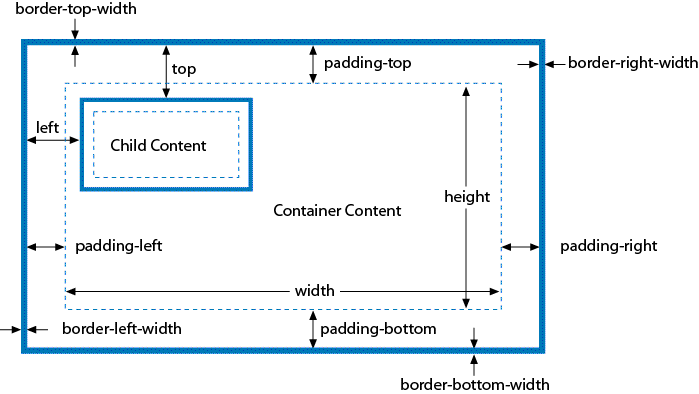 border-top-width
top
padding-top
border-right-width
left
Child Content
height
Container Content
padding-left
padding-right
width
border-left-width
padding-bottom
border-bottom-width